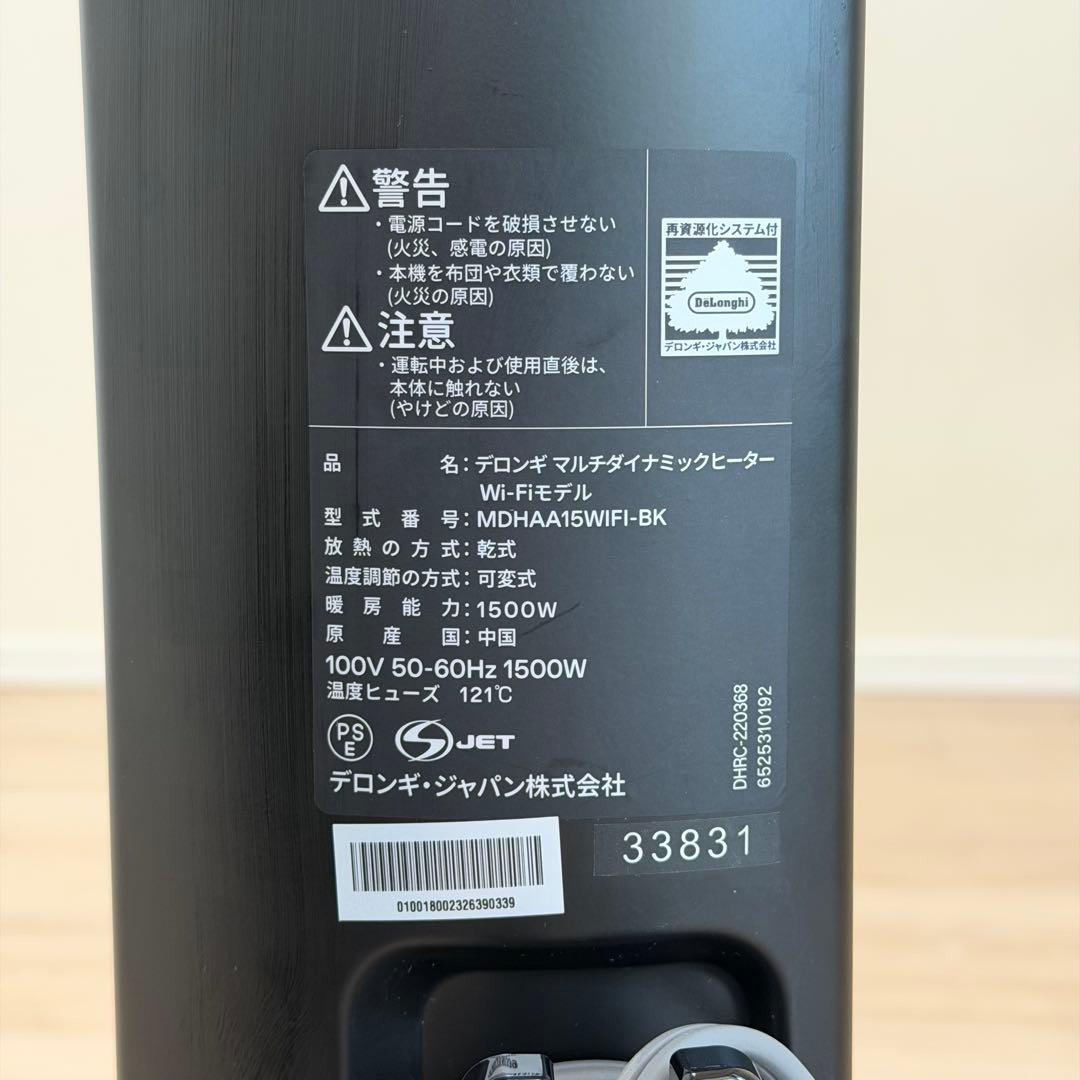 警告
・電源コードを破損させない
(火災、感電の原因)
・本機を布団や衣類で覆わない
(火災の原因)
注意
・運転中および使用直後は、
本体に触れない
(やけどの原因)
再資源化システム付
DeLonghi
デロンギ・ジャパン株式会社
品名：デロンギ マルチダイナミックヒーター
Wi-Fiモデル
型式番号：MDHAA15WIFI-BK
放熱の方式：乾式
温度調節の方式：可変式
暖房能力：1500W
原産国：中国
100V 50-60Hz 1500W
温度ヒューズ 121℃
PS
E
JET
デロンギ・ジャパン株式会社
DHRC-220368
6525310192
33831
010018002326390339